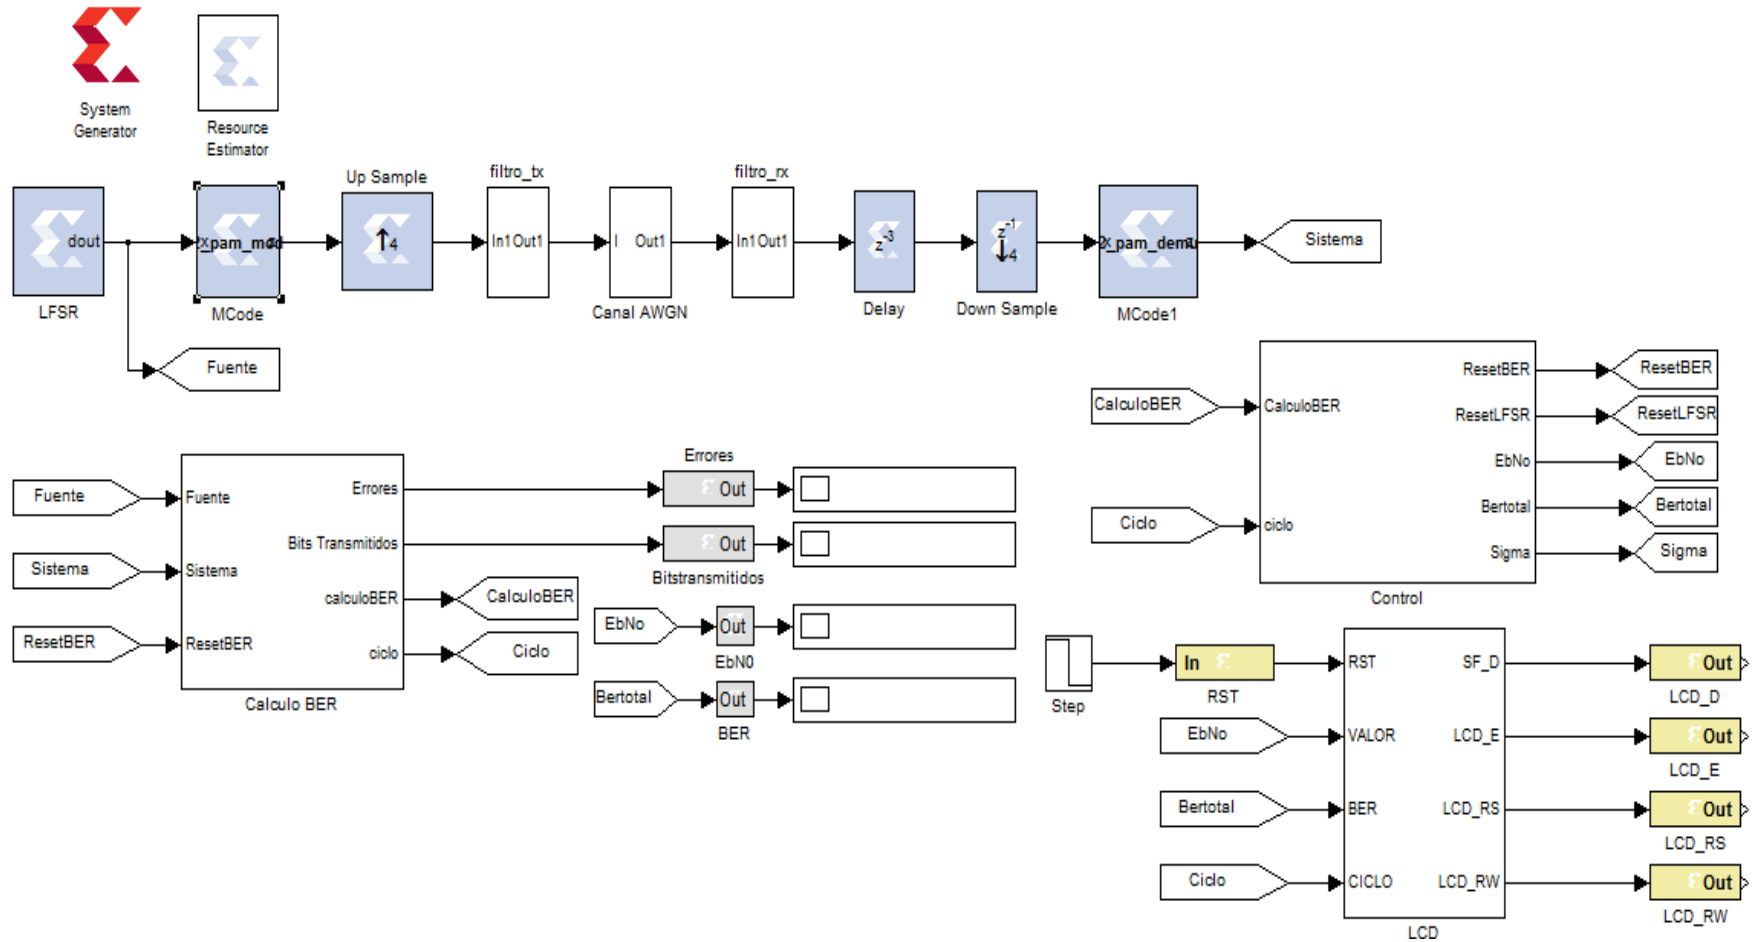 System
Generator
Resource
Estimator
dout
LFSR
x_pam_mod
MCode
Up Sample
4
filtro_tx
In1 Out1
I Out1
Canal AWGN
filtro_rx
In1 Out1
z-3
Delay
z-1
4
Down Sample
MCode1
Sistema
Fuente
CalculoBER
Ciclo
CalculoBER
ciclo
ResetBER
ResetLFSR
EbNo
Bertotal
Sigma
Control
ResetBER
ResetLFSR
EbNo
Bertotal
Sigma
Fuente
Sistema
ResetBER
Fuente
Sistema
ResetBER
Errores
Bits Transmitidos
calculoBER
ciclo
Calculo BER
CalculoBER
Ciclo
Errores
Out
Out
Bitstransmitidos
EbNo
Out
EbN0
Bertotal
Out
BER
Step
In
RST
EbNo
Bertotal
Ciclo
RST
VALOR
BER
CICLO
SF_D
LCD_E
LCD_RS
LCD_RW
LCD
Out
LCD_D
Out
LCD_E
Out
LCD_RS
Out
LCD_RW